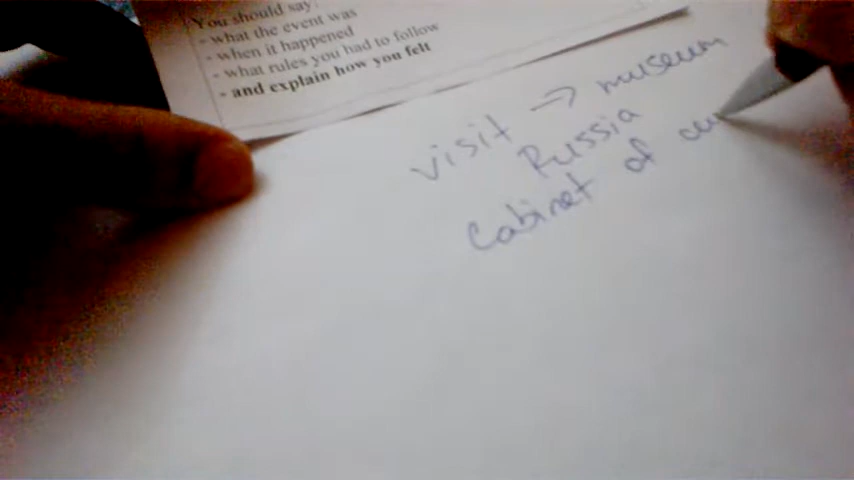 You should say:
- what the event was
- when it happened
- what rules you had to follow
- and explain how you felt
visit → museum
Russia
Cabinet of cu